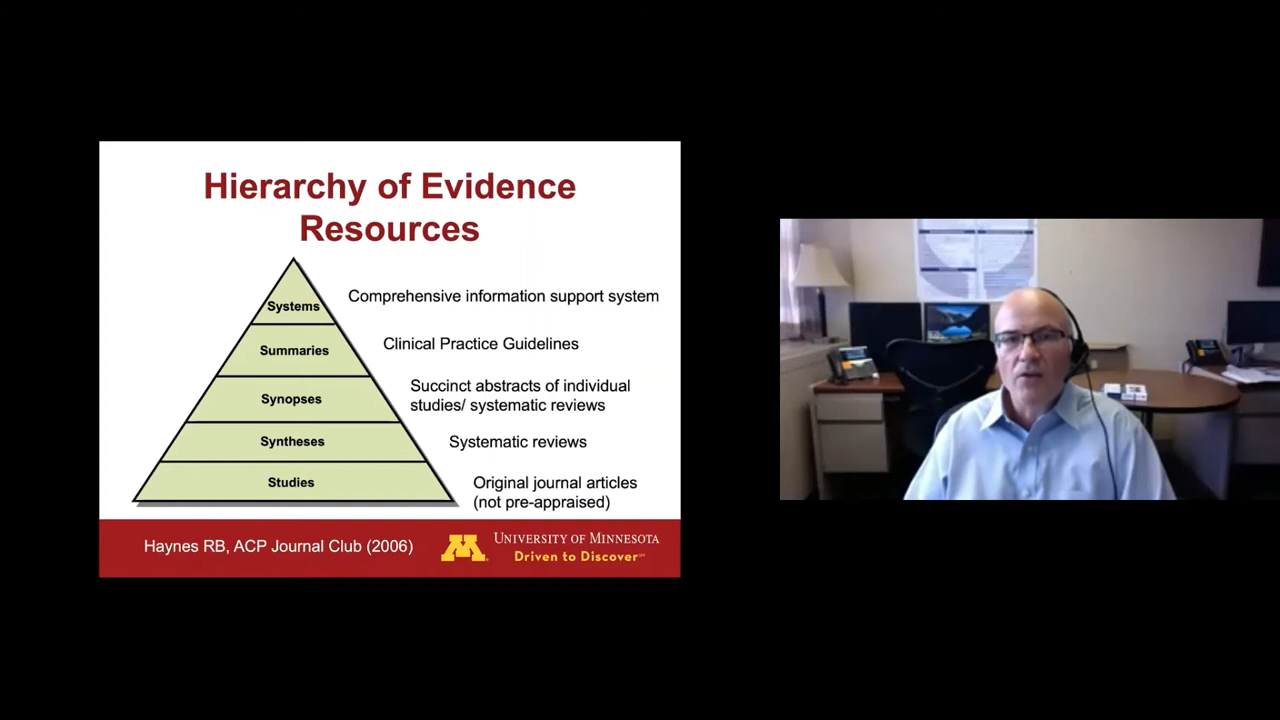 Hierarchy of Evidence
Resources
Systems
Comprehensive information support system
Summaries
Clinical Practice Guidelines
Synopses
Succinct abstracts of individual
studies/ systematic reviews
Syntheses
Systematic reviews
Studies
Original journal articles
(not pre-appraised)
Haynes RB, ACP Journal Club (2006)
UNIVERSITY OF MINNESOTA
Driven to Discover℠